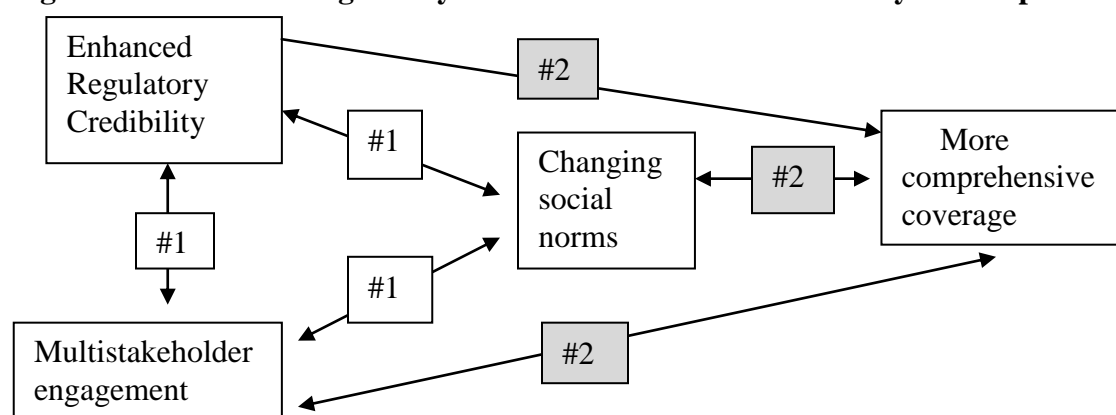 Enhanced
Regulatory
Credibility
#2
#1
Changing
social
norms
#2
More
comprehensive
coverage
#1
#1
Multistakeholder
engagement
#2